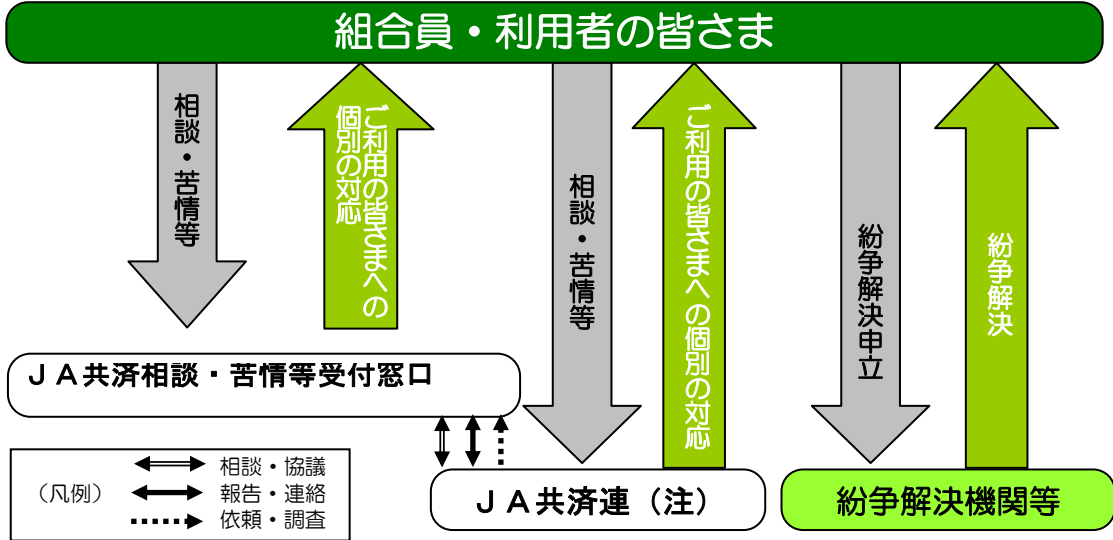 組合員・利用者の皆さま
相談・苦情等
ご利用の皆さまへの
個別の対応
相談・苦情等
ご利用の皆さまへの個別の対応
紛争解決申立
紛争解決
ＪＡ共済相談・苦情等受付窓口
（凡例）
相談・協議
報告・連絡
依頼・調査
ＪＡ共済連（注）
紛争解決機関等